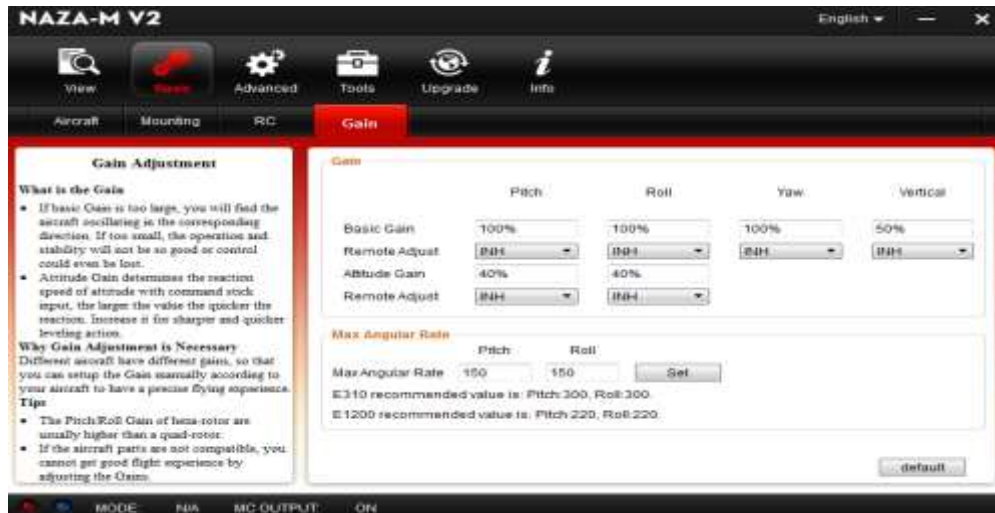 NAZA-M V2
English
View
Basic
Advanced
Tools
Upgrade
Info
Aircraft
Mounting
RC
Gain
Gain Adjustment
What is the Gain
If basic Gain is too large, you will find the
aircraft oscillating in the corresponding
direction. If too small, the operation and
stability will not be so good or control
could even be lost.
Attitude Gain determines the reaction
speed of attitude with command stick
input, the larger the value the quicker the
reaction. Increase it for sharper and quicker
leveling action.
Why Gain Adjustment is Necessary
Different aircraft have different gains, so that
you can setup the Gain manually according to
your aircraft to have a precise flying experience.
Tips
The Pitch/Roll Gain of hexa-rotor are
usually higher than a quad-rotor.
If the aircraft parts are not compatible, you
cannot get good flight experience by
adjusting the Gains.
Gain
Pitch Roll Yaw Vertical
Basic Gain 100% 100% 100% 50%
Remote Adjust INH INH INH INH
Attitude Gain 40% 40%
Remote Adjust INH INH
Max Angular Rate
Pitch Roll
Max Angular Rate 150 150 Set
E310 recommended value is: Pitch:300, Roll:300.
E1200 recommended value is: Pitch:220, Roll:220.
default
MODE: N/A MC OUTPUT: ON